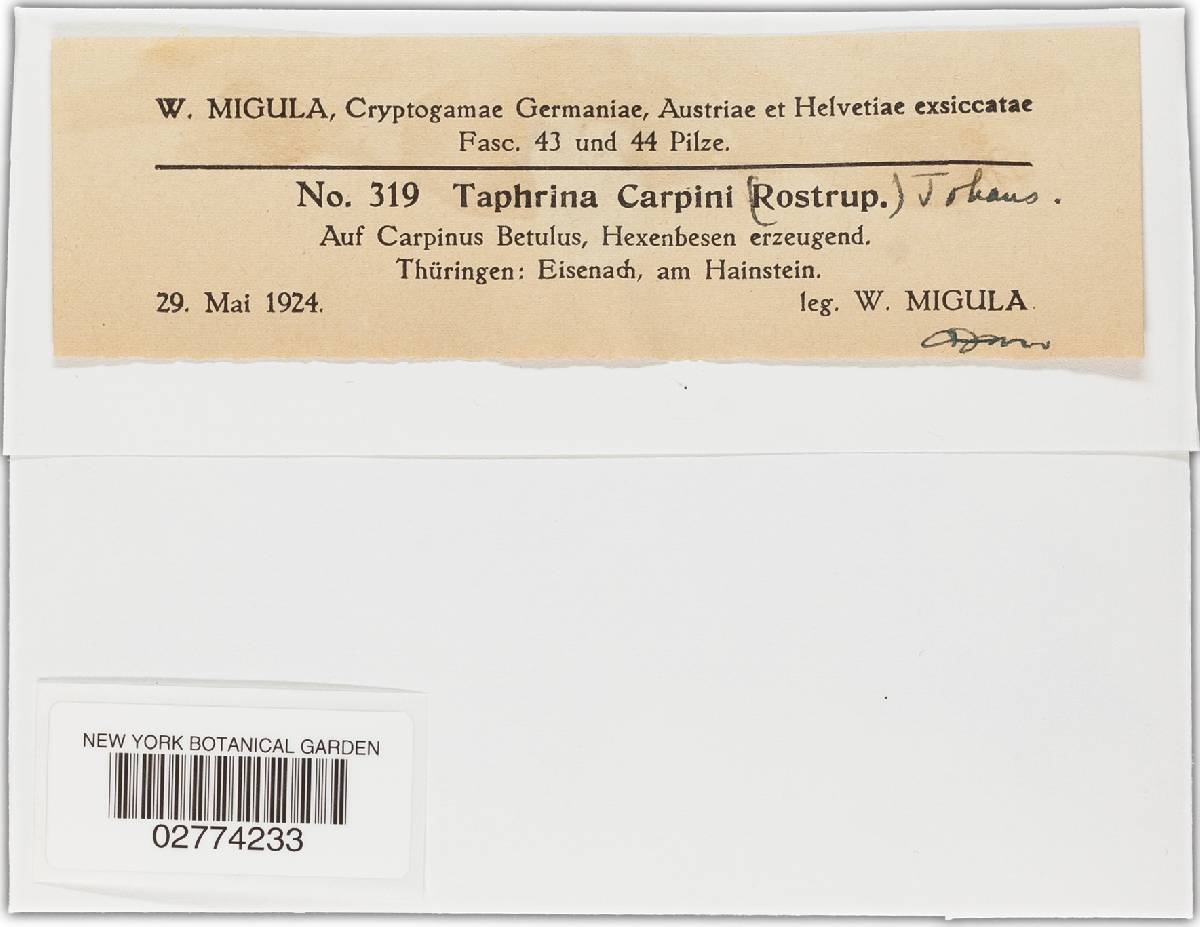 W. MIGULA, Cryptogamae Germaniae, Austriae et Helvetiae exsiccatae
Fasc. 43 und 44 Pilze.
No. 319 Taphrina Carpini (Rostrup.) Johans.
Auf Carpinus Betulus, Hexenbesen erzeugend.
Thüringen: Eisenach, am Hainstein.
29. Mai 1924. leg. W. MIGULA.
NEW YORK BOTANICAL GARDEN
02774233